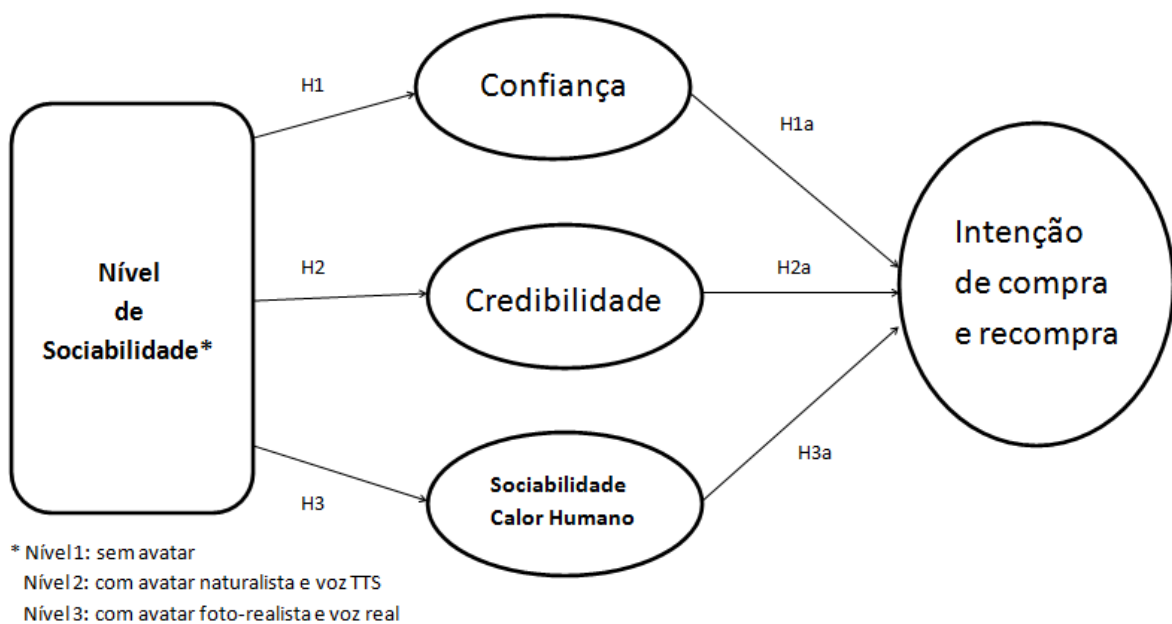 H1
Confiança
H1a
Nível
de
Sociabilidade*
H2
Credibilidade
H2a
Intenção
de compra
e recompra
H3
Sociabilidade
Calor Humano
H3a
* Nível 1: sem avatar
Nível 2: com avatar naturalista e voz TTS
Nível 3: com avatar foto-realista e voz real